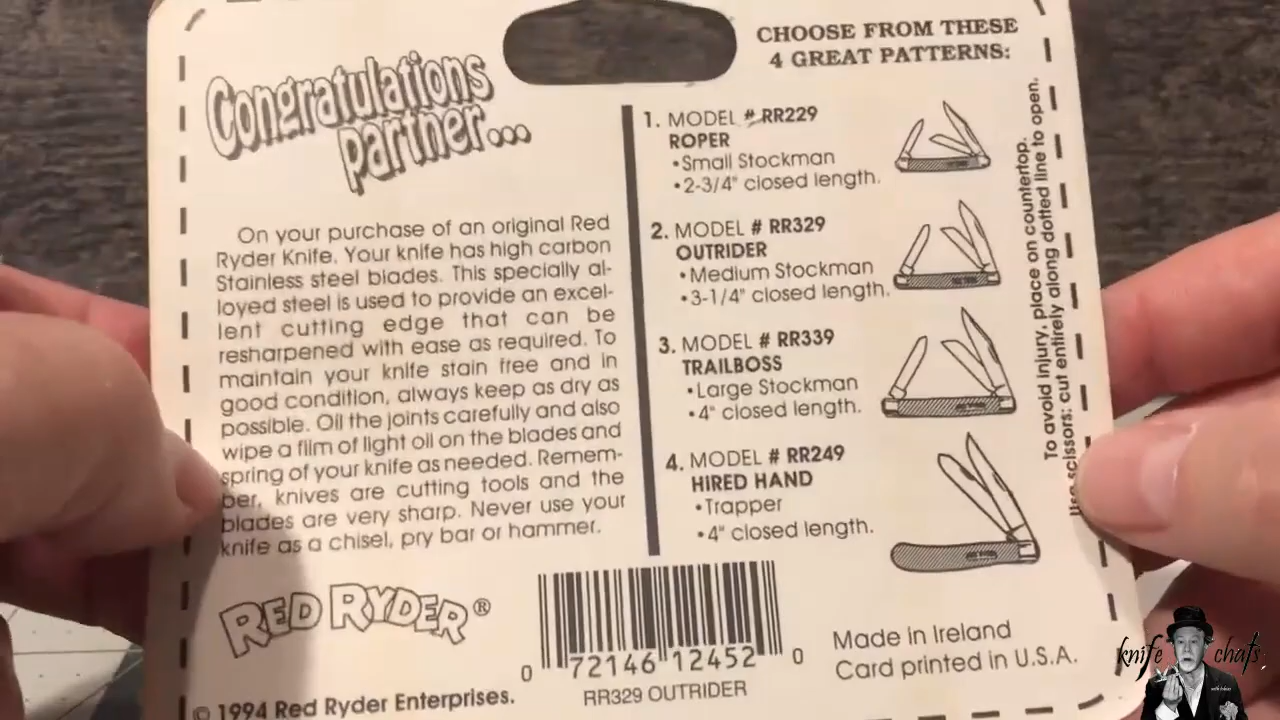 Congratulations
partner...
On your purchase of an original Red
Ryder Knife. Your knife has high carbon
Stainless steel blades. This specially al-
loyed steel is used to provide an excel-
lent cutting edge that can be
resharpened with ease as required. To
maintain your knife stain free and in
good condition, always keep as dry as
possible. Oil the joints carefully and also
wipe a film of light oil on the blades and
spring of your knife as needed. Remem-
ber, knives are cutting tools and the
blades are very sharp. Never use your
knife as a chisel, pry bar or hammer.
RED RYDER®
© 1994 Red Ryder Enterprises.
CHOOSE FROM THESE
4 GREAT PATTERNS:
1. MODEL # RR229
ROPER
•Small Stockman
•2-3/4" closed length.
2. MODEL # RR329
OUTRIDER
•Medium Stockman
•3-1/4" closed length.
3. MODEL # RR339
TRAILBOSS
•Large Stockman
•4" closed length.
4. MODEL # RR249
HIRED HAND
•Trapper
•4" closed length.
0 72146 12452 0
RR329 OUTRIDER
Made in Ireland
Card printed in U.S.A.
To avoid injury, place on countertop.
Use scissors: cut entirely along dotted line to open.
knife chats